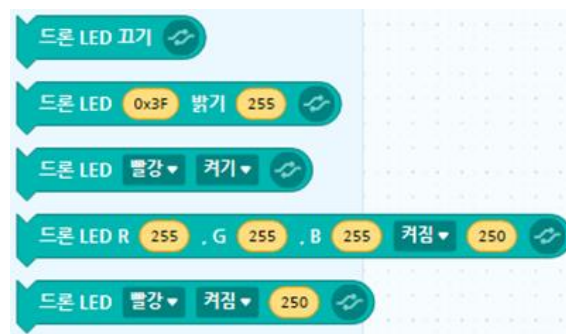 드론 LED 끄기
드론 LED 0x3F 밝기 255
드론 LED 빨강 켜기
드론 LED R 255 , G 255 , B 255 켜짐 250
드론 LED 빨강 켜짐 250